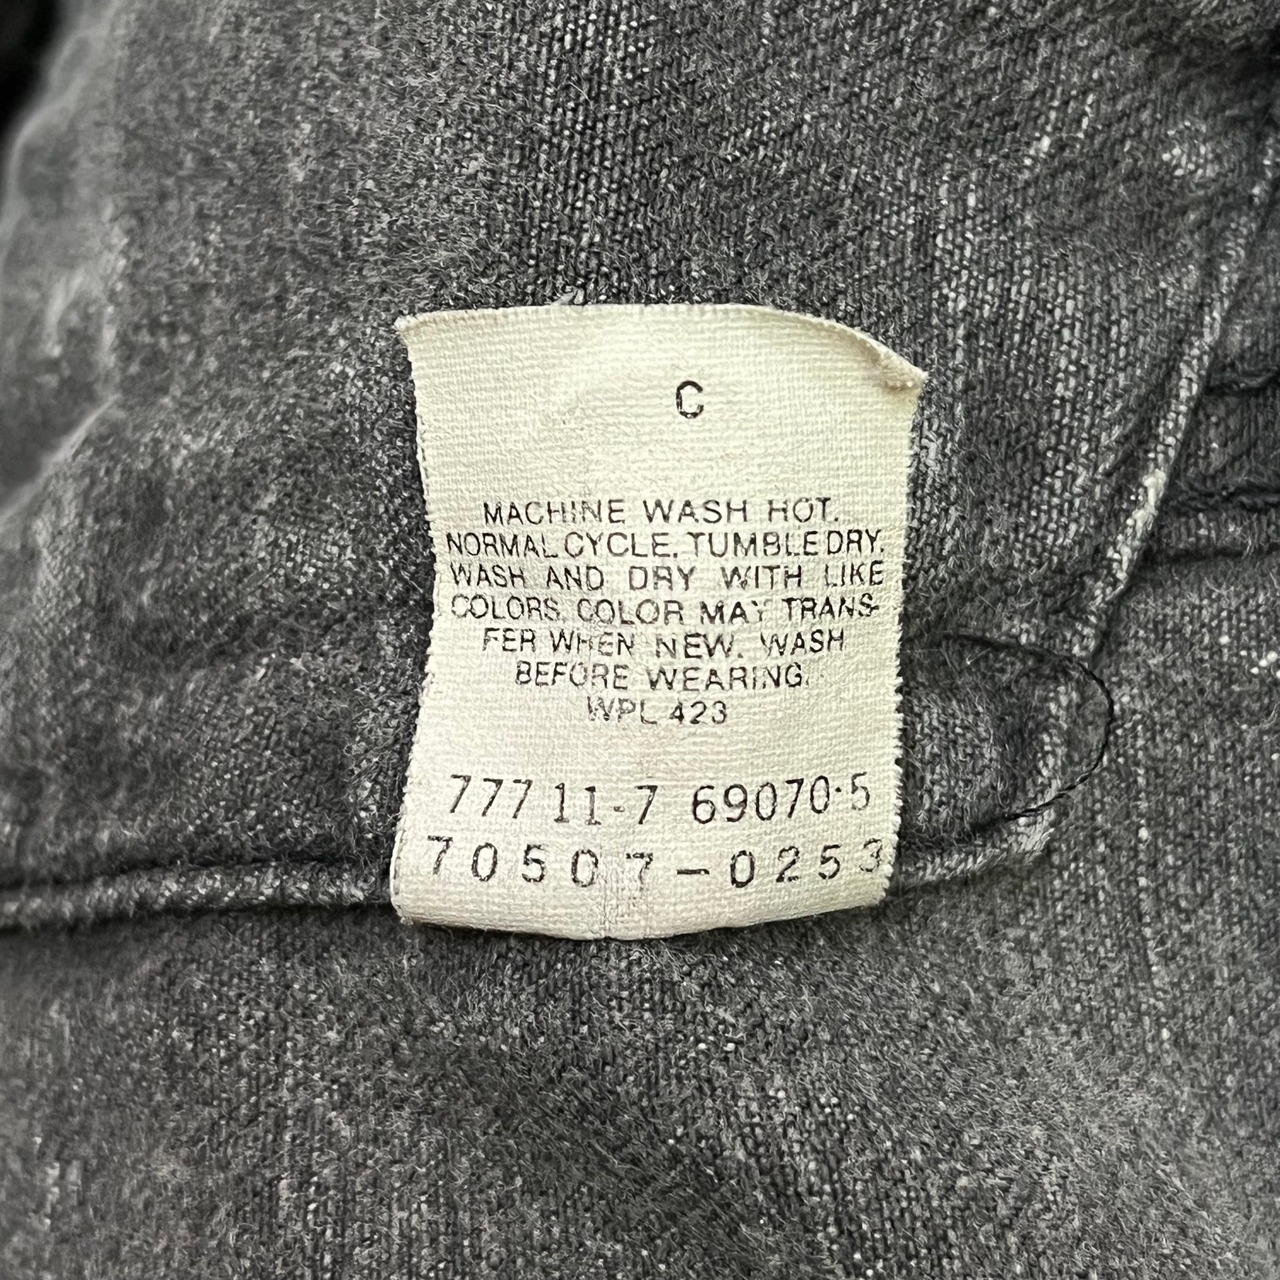 C
MACHINE WASH HOT.
NORMAL CYCLE. TUMBLE DRY.
WASH AND DRY WITH LIKE
COLORS. COLOR MAY TRANS-
FER WHEN NEW. WASH
BEFORE WEARING.
WPL 423
777 11-7 69070·5
70507-0253